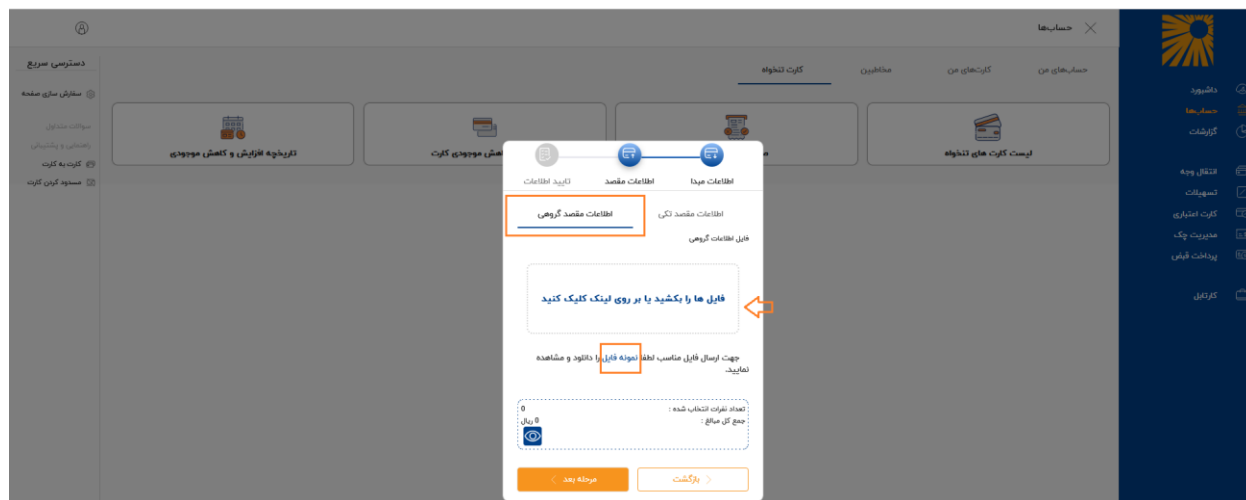 حساب‌ها
داشبورد
حساب‌ها
گزارشات
انتقال وجه
تسهیلات
کارت اعتباری
مدیریت چک
پرداخت قبض
کارتابل
حساب‌های من
کارت‌های من
مخاطبین
کارت تنخواه
لیست کارت های تنخواه
اهش موجودی کارت
تاریخچه افزایش و کاهش موجودی
دسترسی سریع
سفارش سازی صفحه
سوالات متداول
راهنمایی و پشتیبانی
کارت به کارت
مسدود کردن کارت
اطلاعات مبدا
اطلاعات مقصد
تایید اطلاعات
اطلاعات مقصد تکی
اطلاعات مقصد گروهی
فایل اطلاعات گروهی
فایل ها را بکشید یا بر روی لینک کلیک کنید
جهت ارسال فایل مناسب لطفا نمونه فایل را دانلود و مشاهده
نمایید.
تعداد نفرات انتخاب شده : 0
جمع کل مبالغ : 0 ریال
بازگشت
مرحله بعد